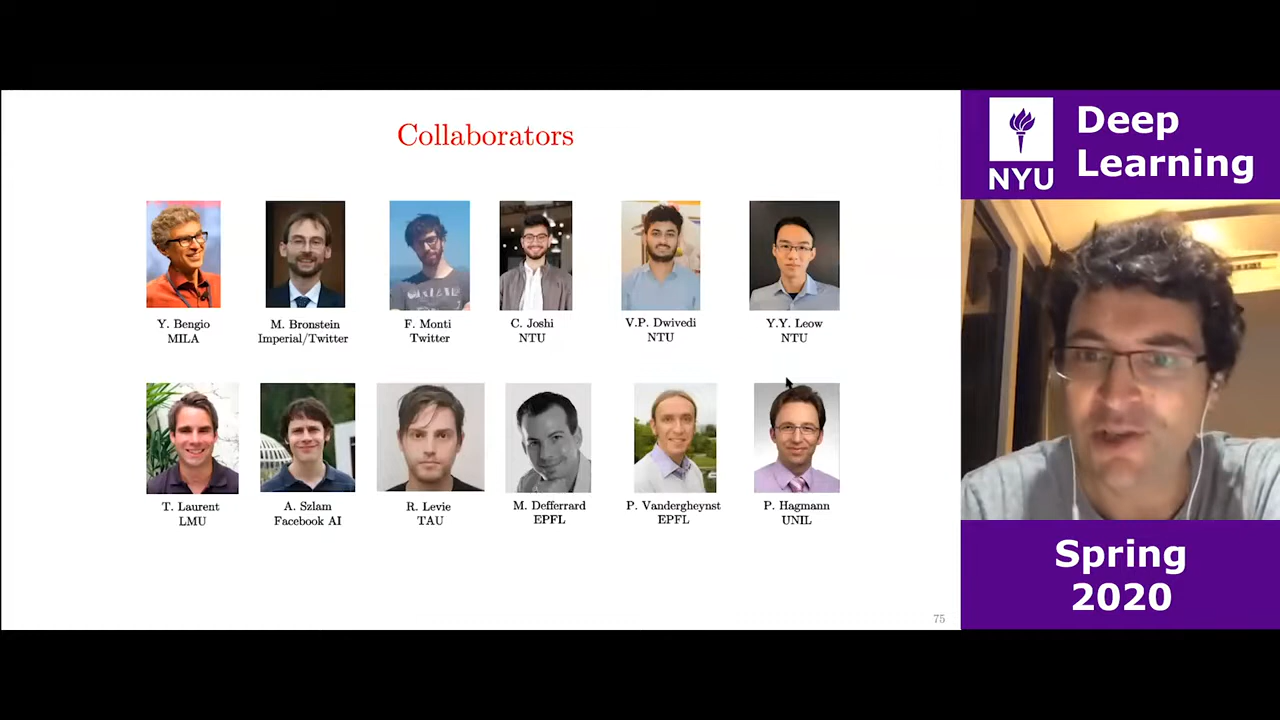 Collaborators
Y. Bengio
MILA
M. Bronstein
Imperial/Twitter
F. Monti
Twitter
C. Joshi
NTU
V.P. Dwivedi
NTU
Y.Y. Leow
NTU
T. Laurent
LMU
A. Szlam
Facebook AI
R. Levie
TAU
M. Defferrard
EPFL
P. Vandergheynst
EPFL
P. Hagmann
UNIL
75
NYU
Deep
Learning
Spring
2020